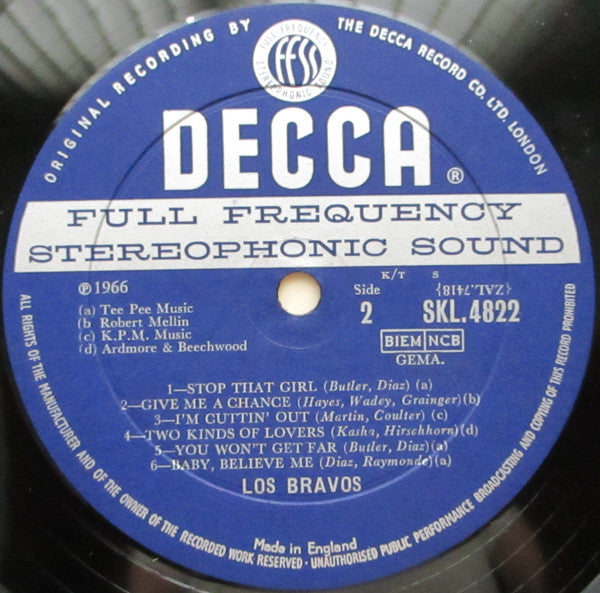 ORIGINAL RECORDING BY THE DECCA RECORD CO. LTD. LONDON
FULL FREQUENCY
ffss
STEREOPHONIC SOUND
DECCA®
FULL FREQUENCY
STEREOPHONIC SOUND
℗1966
(a) Tee Pee Music
(b) Robert Mellin
(c) K.P.M. Music
(d) Ardmore & Beechwood
K/T S
Side {ZAL.7418}
2 SKL.4822
BIEM NCB
GEMA.
1—STOP THAT GIRL (Butler, Diaz) (a)
2—GIVE ME A CHANCE (Hayes, Wadey, Grainger)(b)
3—I'M CUTTIN' OUT (Martin, Coulter) (c)
4—TWO KINDS OF LOVERS (Kasha, Hirschhorn)(d)
5—YOU WON'T GET FAR (Butler, Diaz)(a)
6—BABY, BELIEVE ME (Diaz, Raymonde)(a)
LOS BRAVOS
Made in England
ALL RIGHTS OF THE MANUFACTURER AND OF THE OWNER OF THE RECORDED WORK RESERVED · UNAUTHORISED PUBLIC PERFORMANCE BROADCASTING AND COPYING OF THIS RECORD PROHIBITED